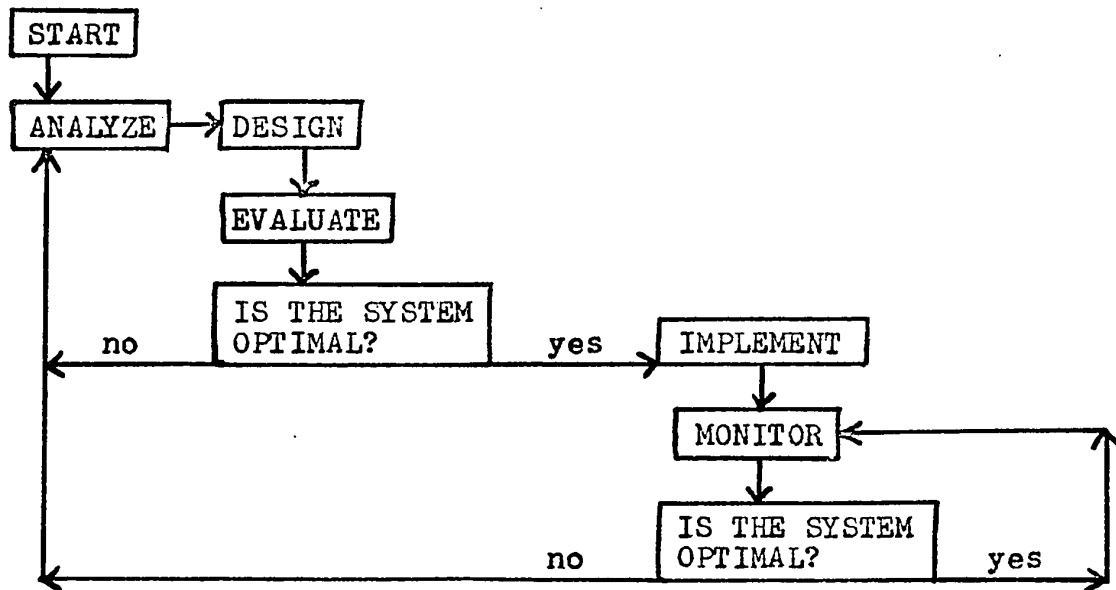 START
ANALYZE
DESIGN
EVALUATE
IS THE SYSTEM
OPTIMAL?
no
yes
IMPLEMENT
MONITOR
IS THE SYSTEM
OPTIMAL?
no
yes